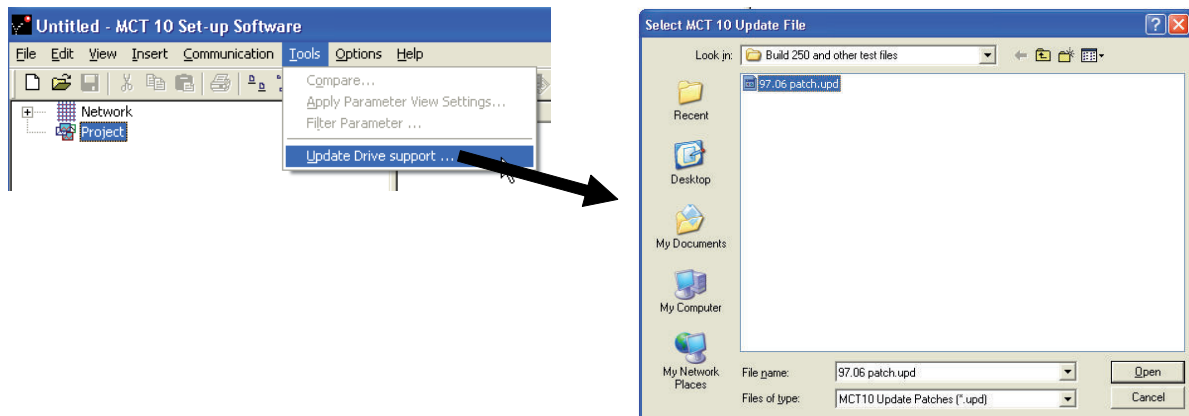 Untitled - MCT 10 Set-up Software
File Edit View Insert Communication Tools Options Help
Compare...
Apply Parameter View Settings...
Filter Parameter ...
Update Drive support ...
Network
Project
Select MCT 10 Update File
Look in: Build 250 and other test files
97.06 patch.upd
Recent
Desktop
My Documents
My Computer
My Network
Places
File name: 97.06 patch.upd Open
Files of type: MCT10 Update Patches (*.upd) Cancel